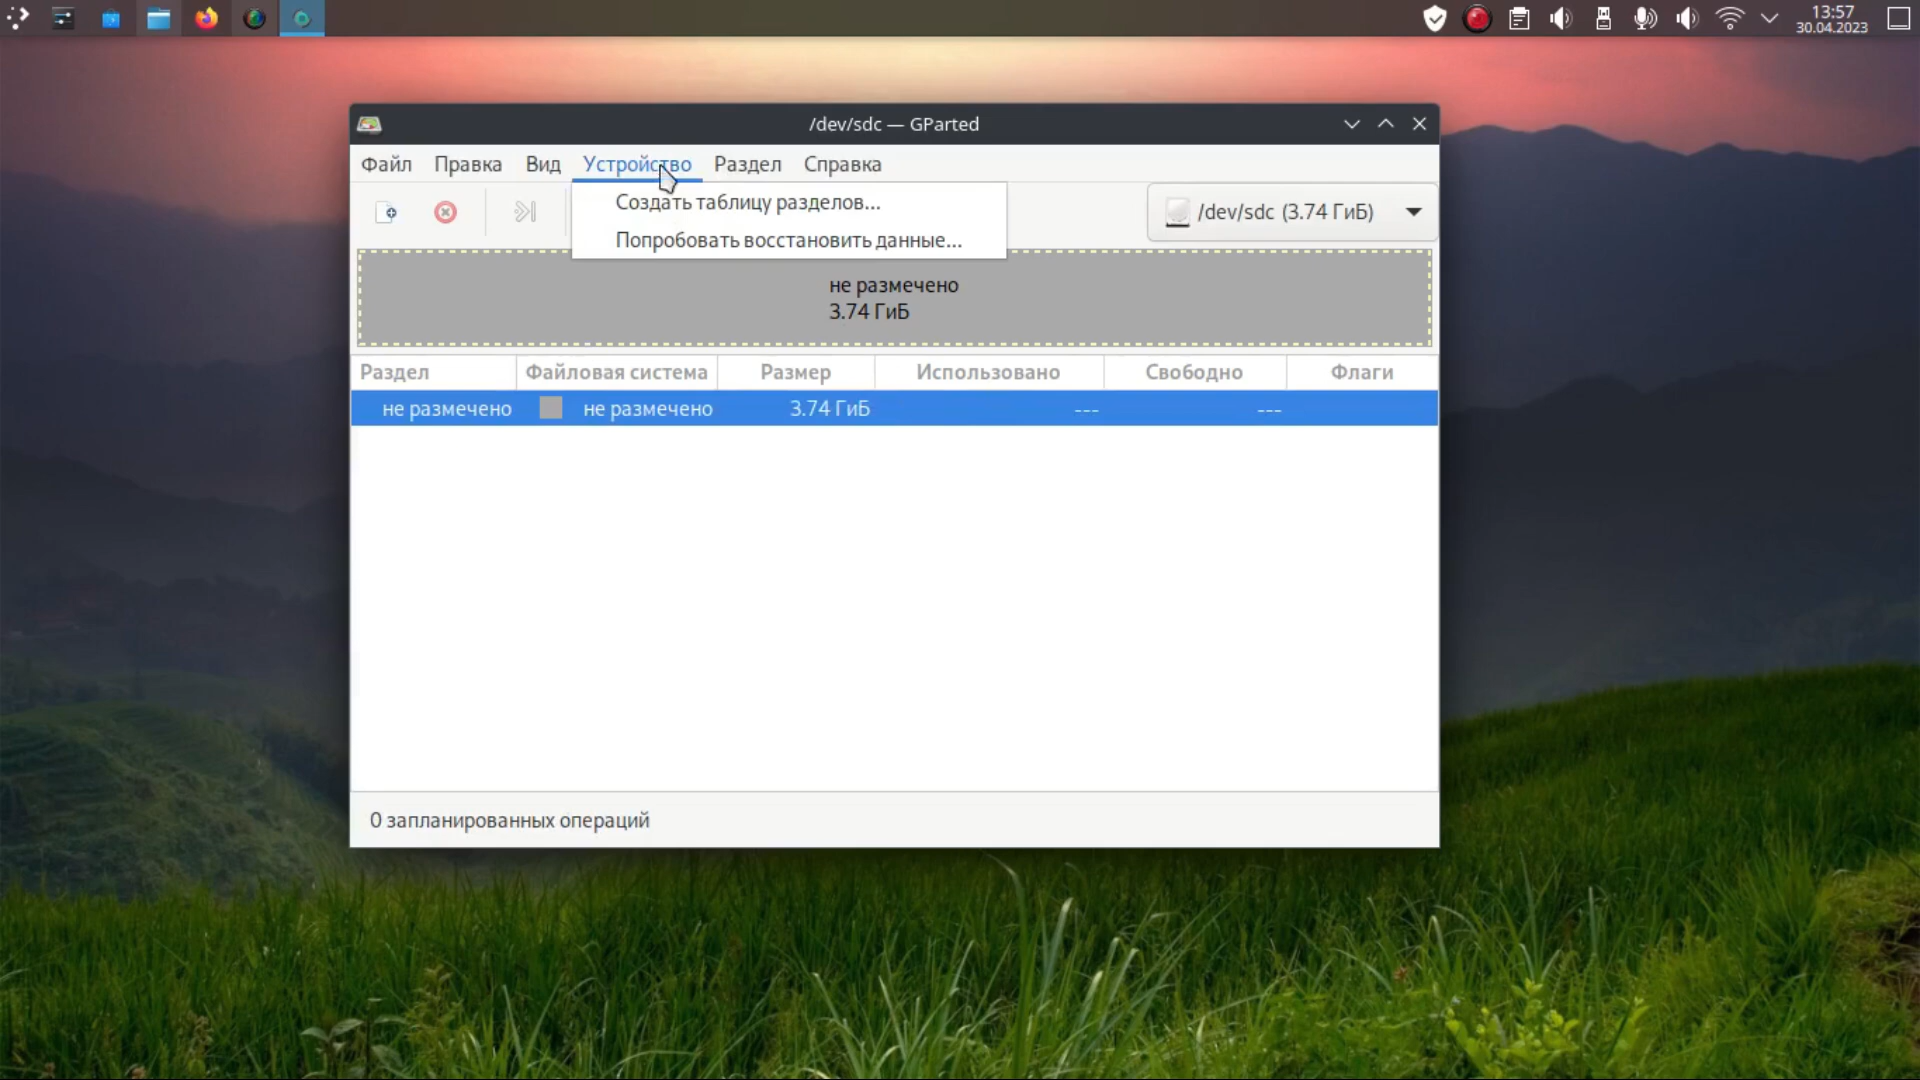 13:57
30.04.2023
/dev/sdc — GParted
Файл Правка Вид Устройство Раздел Справка
Создать таблицу разделов...
/dev/sdc (3.74 ГиБ)
Попробовать восстановить данные...
не размечено
3.74 ГиБ
Раздел Файловая система Размер Использовано Свободно Флаги
не размечено не размечено 3.74 ГиБ --- ---
0 запланированных операций